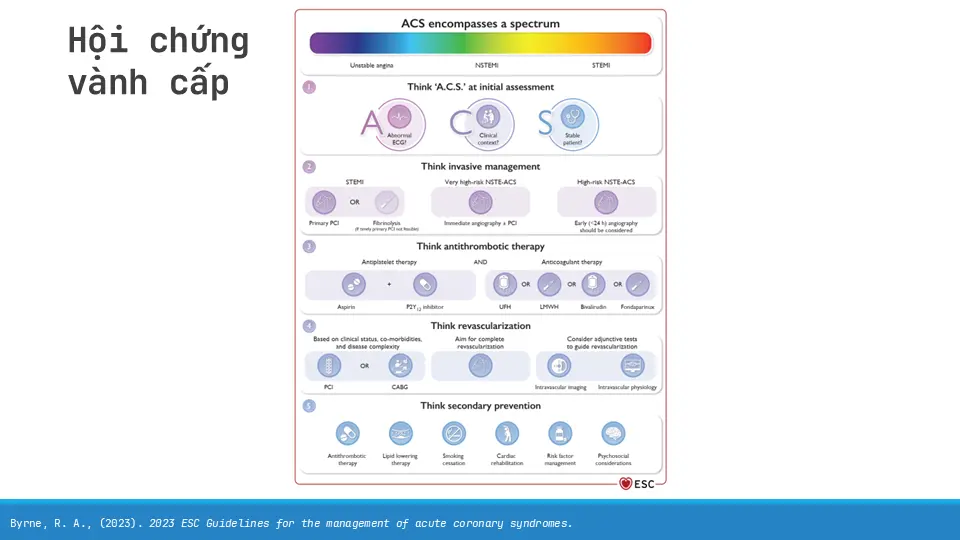 Hội chứng
vành cấp
ACS encompasses a spectrum
Unstable angina
NSTEMI
STEMI
1
Think ‘A.C.S.’ at initial assessment
A
Abnormal
ECG?
C
Clinical
context?
S
Stable
patient?
2
Think invasive management
STEMI
OR
Primary PCI
Fibrinolysis
(if timely primary PCI not feasible)
Very high-risk NSTE-ACS
Immediate angiography ± PCI
High-risk NSTE-ACS
Early (<24 h) angiography
should be considered
3
Think antithrombotic therapy
Antiplatelet therapy
AND
Anticoagulant therapy
+
OR
OR
OR
Aspirin
P2Y12 inhibitor
UFH
LMWH
Bivalirudin
Fondaparinux
4
Think revascularization
Based on clinical status, co-morbidities,
and disease complexity
OR
PCI
CABG
Aim for complete
revascularization
Consider adjunctive tests
to guide revascularization
Intravascular imaging
Intravascular physiology
5
Think secondary prevention
Antithrombotic
therapy
Lipid lowering
therapy
Smoking
cessation
Cardiac
rehabilitation
Risk factor
management
Psychosocial
considerations
ESC
Byrne, R. A., (2023). 2023 ESC Guidelines for the management of acute coronary syndromes.